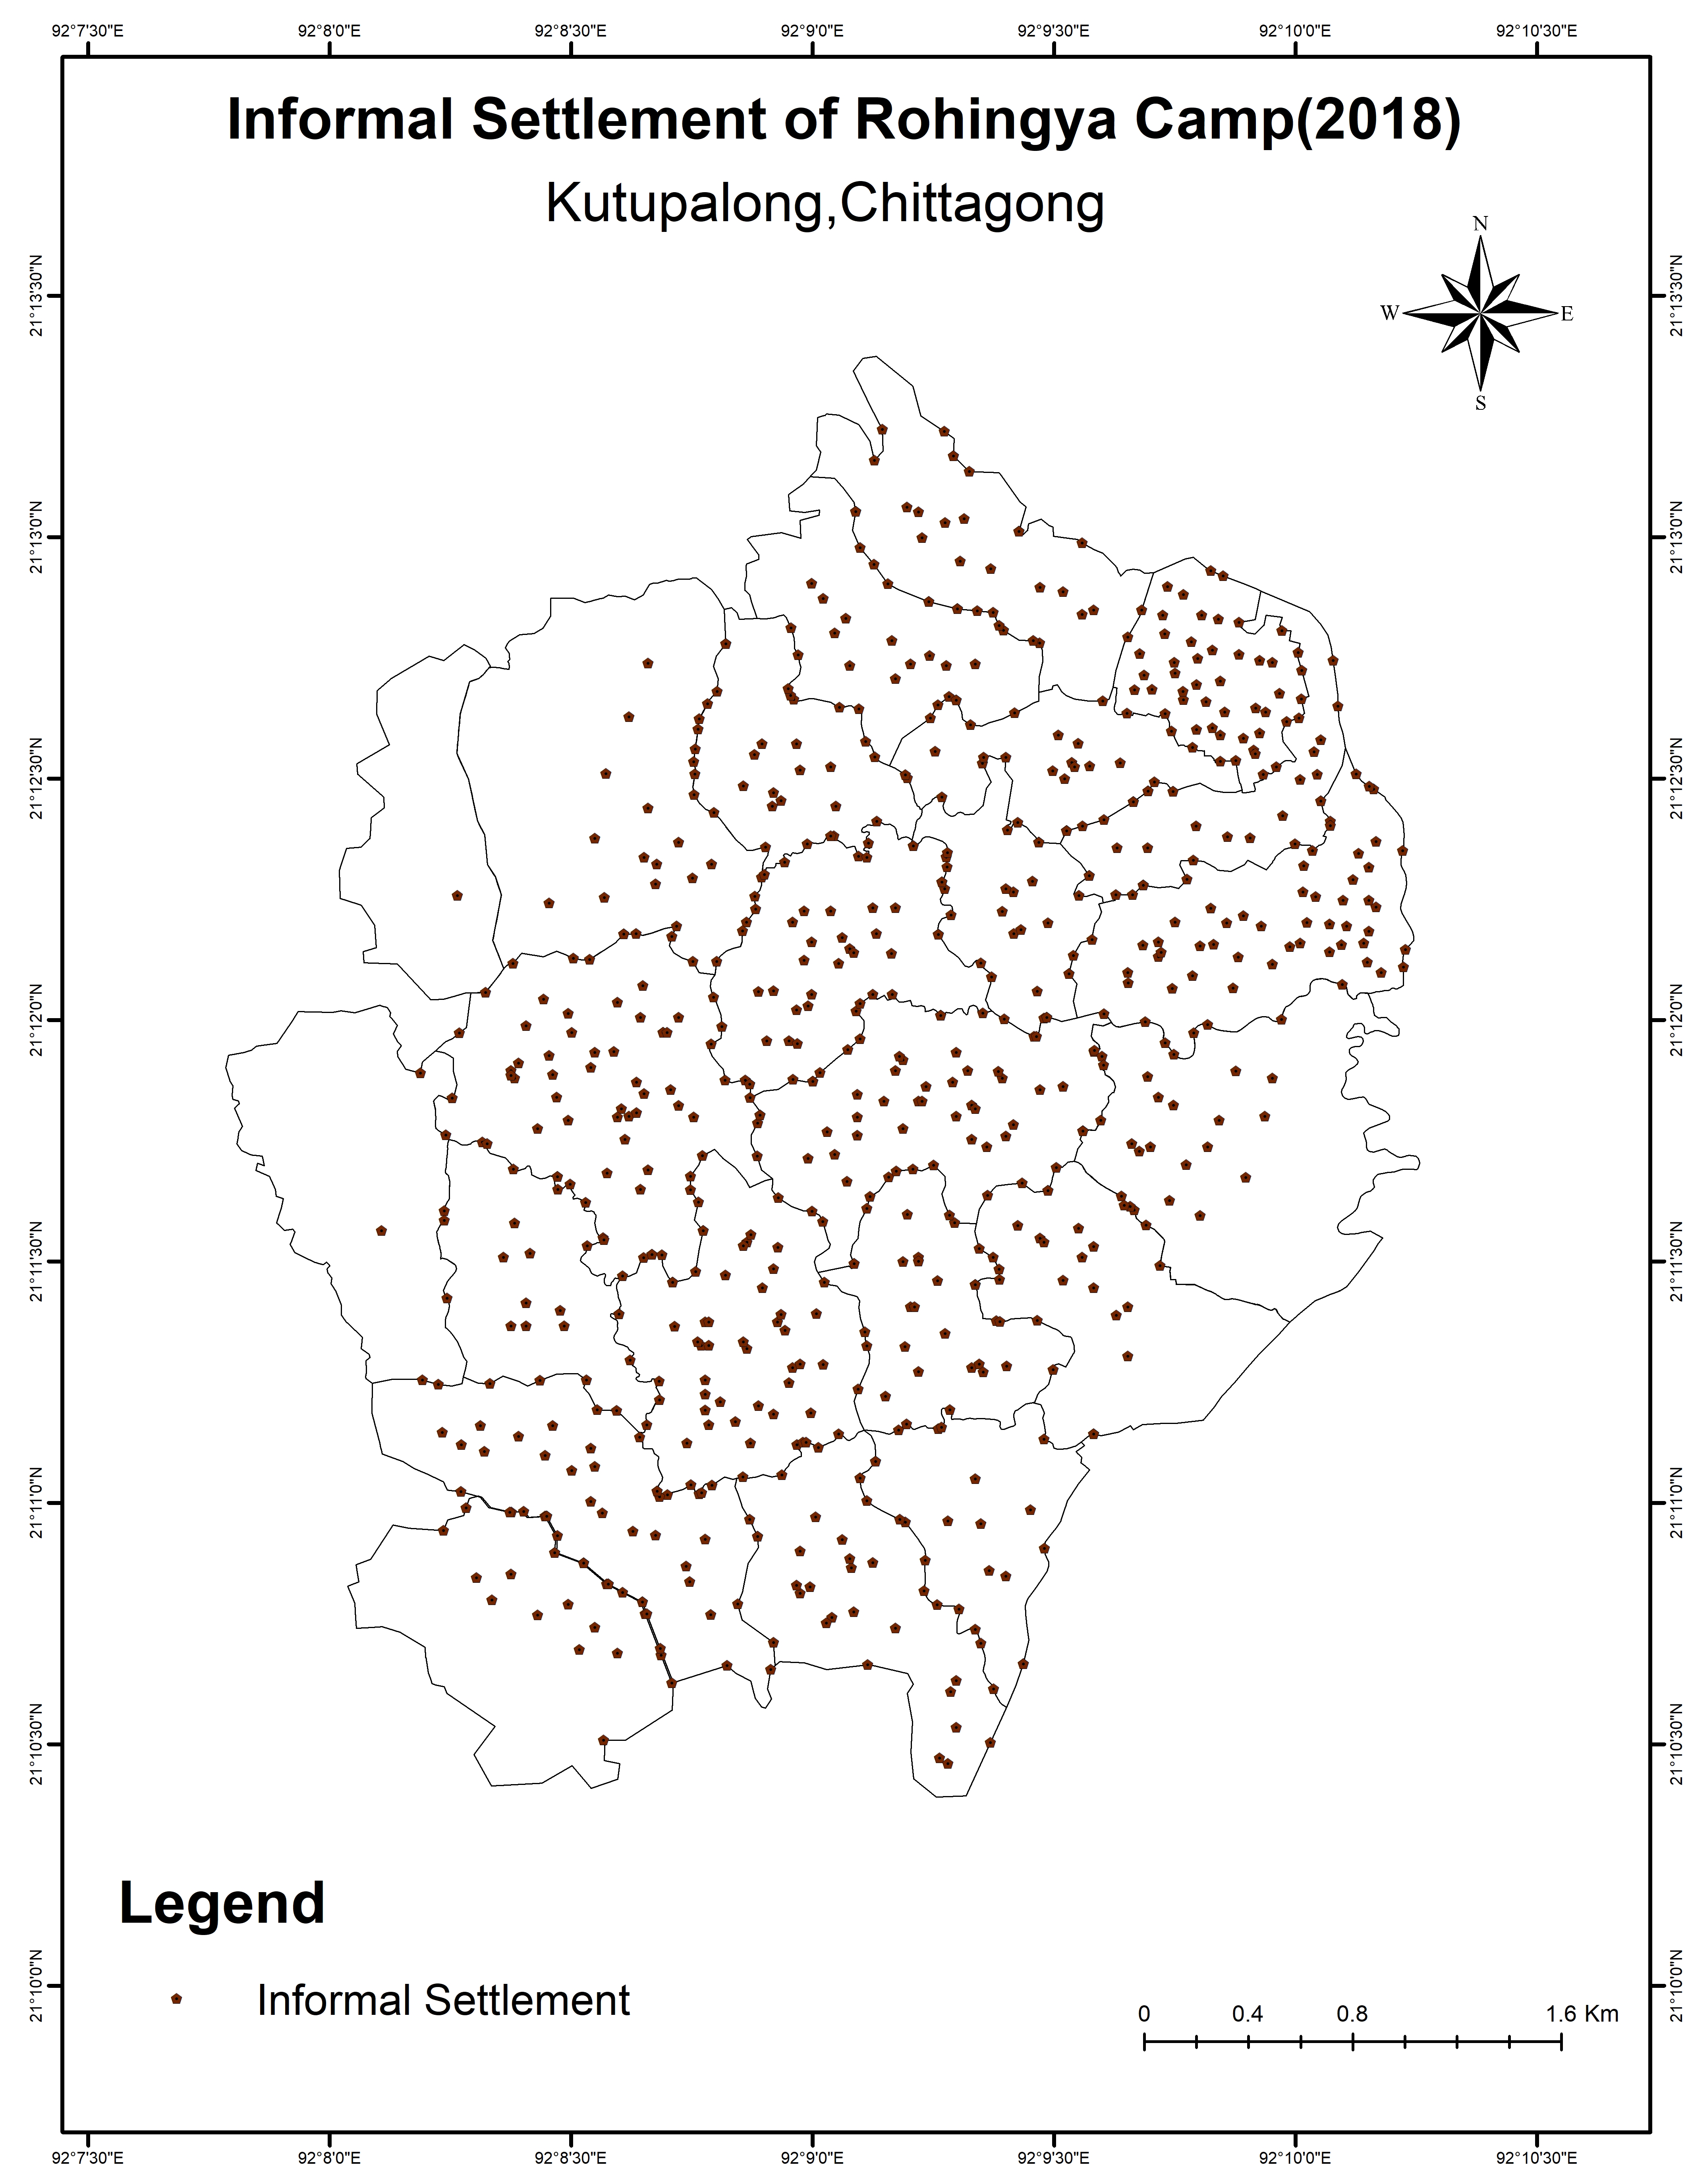 92°7'30"E 92°8'0"E 92°8'30"E 92°9'0"E 92°9'30"E 92°10'0"E 92°10'30"E
Informal Settlement of Rohingya Camp(2018)
Kutupalong,Chittagong
N
W E
S
21°13'30"N 21°13'30"N
21°13'0"N 21°13'0"N
21°12'30"N 21°12'30"N
21°12'0"N 21°12'0"N
21°11'30"N 21°11'30"N
21°11'0"N 21°11'0"N
21°10'30"N 21°10'30"N
21°10'0"N 21°10'0"N
Legend
Informal Settlement
0 0.4 0.8 1.6 Km
92°7'30"E 92°8'0"E 92°8'30"E 92°9'0"E 92°9'30"E 92°10'0"E 92°10'30"E